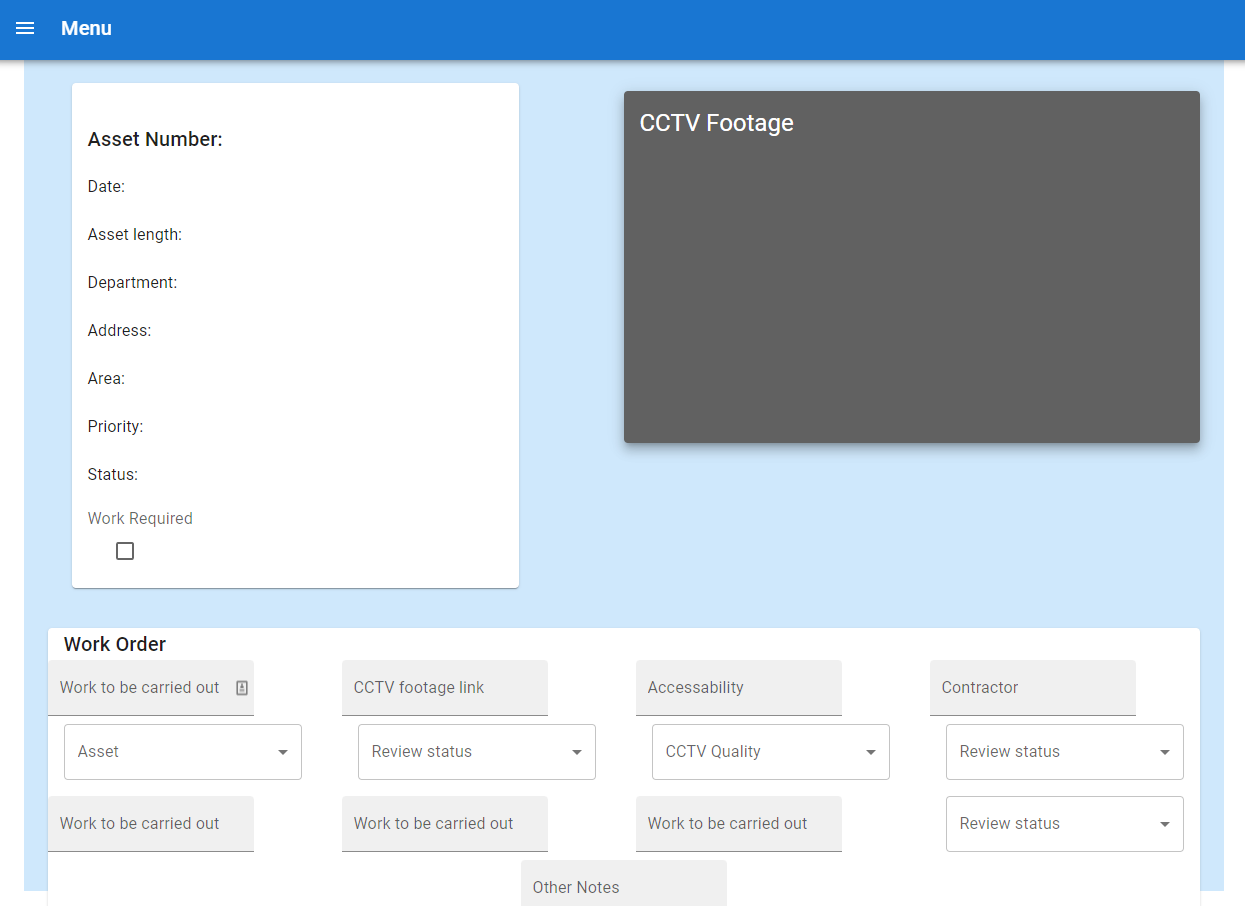 Menu
Asset Number:
Date:
Asset length:
Department:
Address:
Area:
Priority:
Status:
Work Required
CCTV Footage
Work Order
Work to be carried out
CCTV footage link
Accessability
Contractor
Asset
Review status
CCTV Quality
Review status
Work to be carried out
Work to be carried out
Work to be carried out
Review status
Other Notes